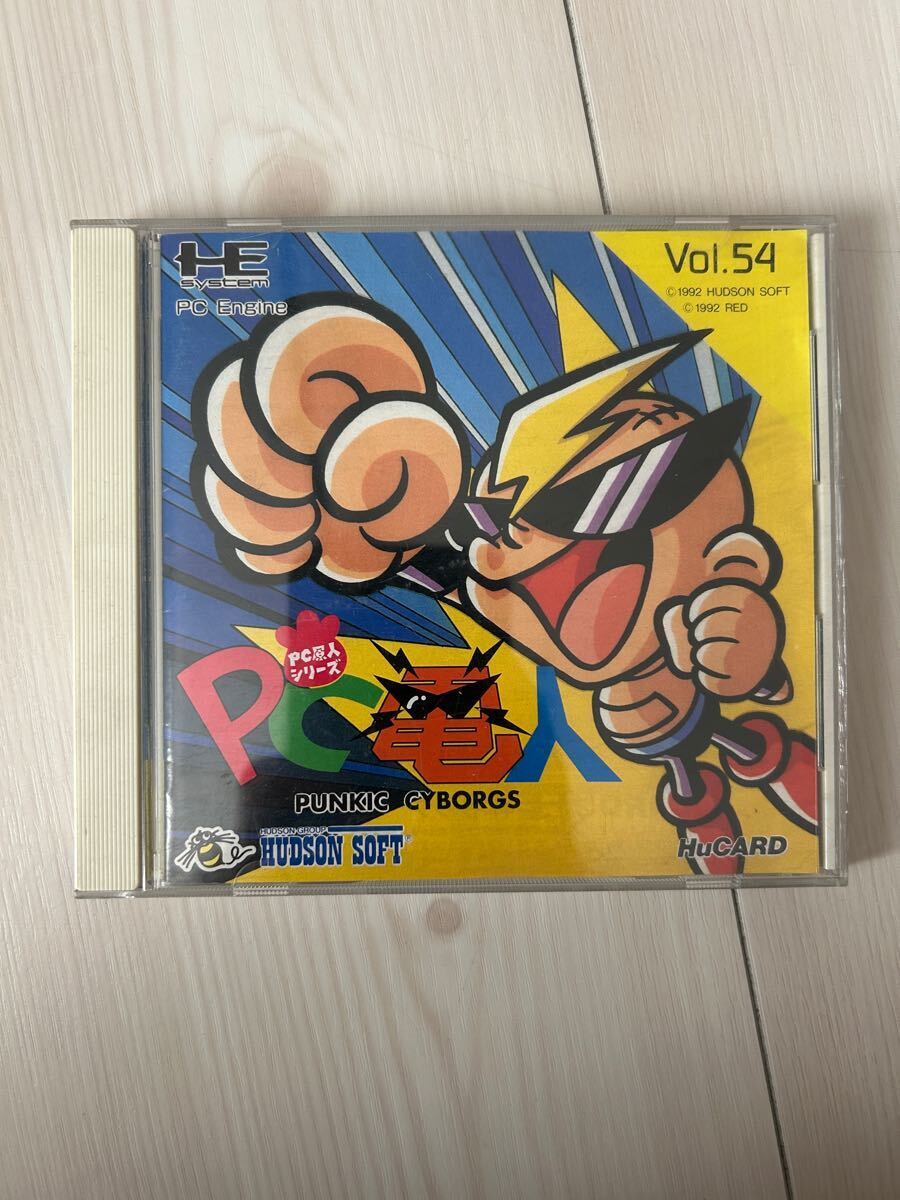 HE
system
PC Engine
Vol.54
©1992 HUDSON SOFT
©1992 RED
PC原人
シリーズ
PC電人
PUNKIC CYBORGS
HUDSON GROUP
HUDSON SOFT®
HuCARD